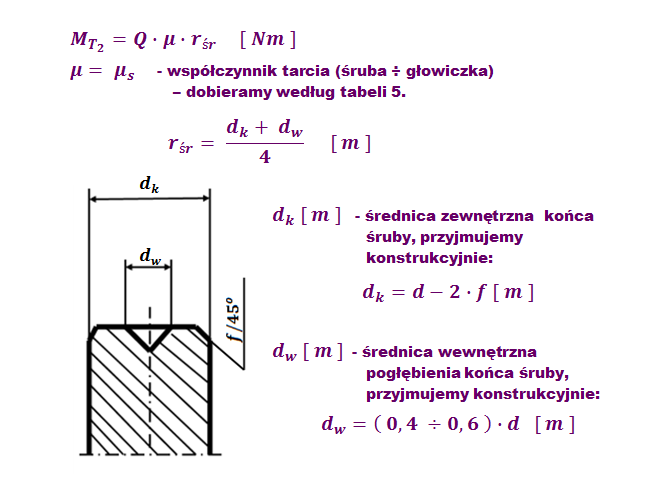 M_T₂ = Q · μ · r_śr [ Nm ]
μ = μ_s - współczynnik tarcia (śruba ÷ głowiczka)
– dobieramy według tabeli 5.
r_śr = (d_k + d_w) / 4 [ m ]
d_k
d_k [ m ] - średnica zewnętrzna końca
śruby, przyjmujemy
konstrukcyjnie:
d_w
d_k = d − 2 · f [ m ]
f/45°
d_w [ m ] - średnica wewnętrzna
pogłębienia końca śruby,
przyjmujemy konstrukcyjnie:
d_w = ( 0, 4 ÷ 0, 6 ) · d [ m ]